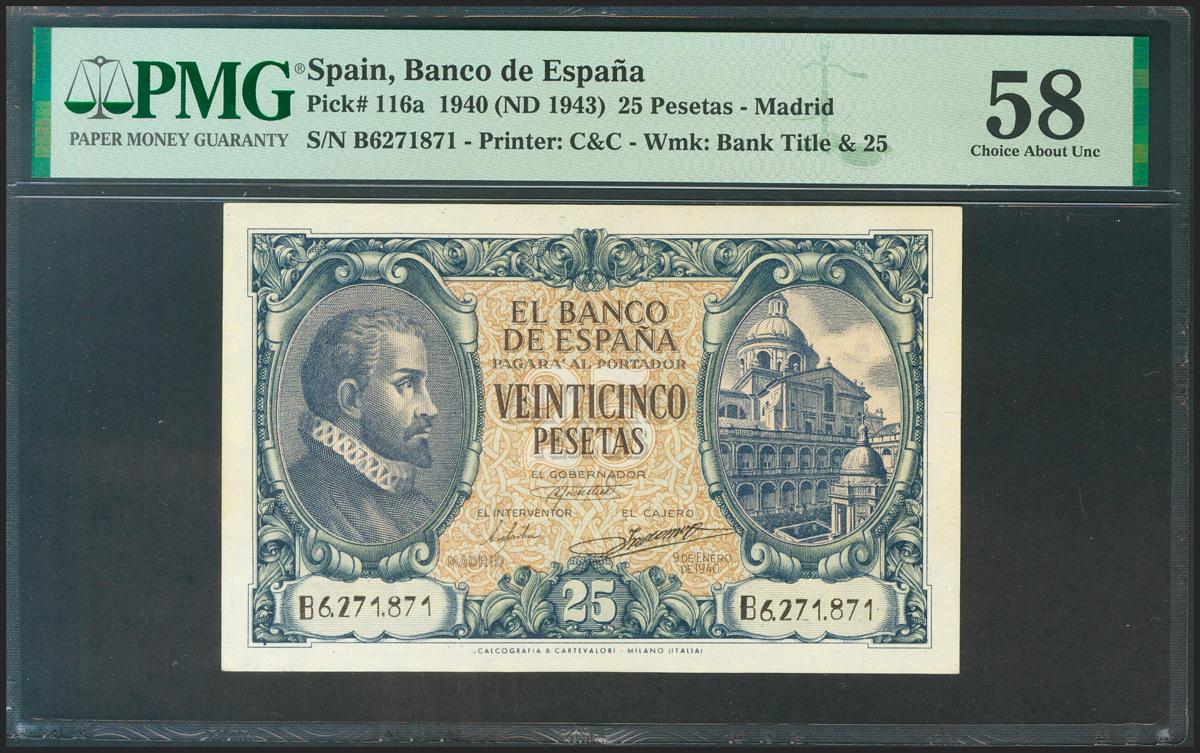 PMG®
PAPER MONEY GUARANTY
Spain, Banco de España
Pick# 116a 1940 (ND 1943) 25 Pesetas - Madrid
S/N B6271871 - Printer: C&C - Wmk: Bank Title & 25
58
Choice About Unc
EL BANCO
DE ESPAÑA
PAGARÁ AL PORTADOR
25
VEINTICINCO
PESETAS
EL GOBERNADOR
EL INTERVENTOR EL CAJERO
MADRID 9 DE ENERO
DE 1940
B6.271.871 25 B6.271.871
CALCOGRAFIA & CARTEVALORI - MILANO (ITALIA)